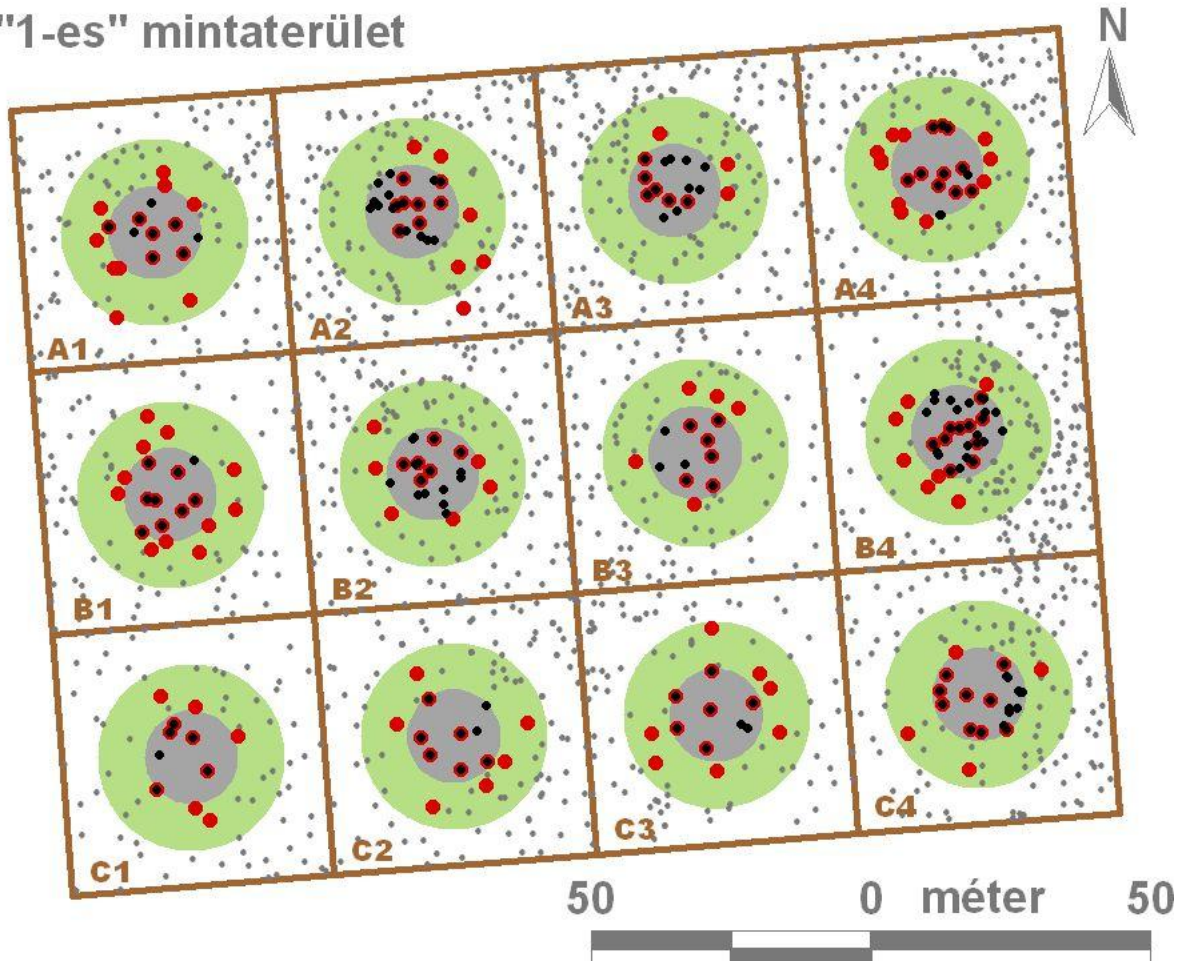 "1-es" mintaterület
N
A1
A2
A3
A4
B1
B2
B3
B4
C1
C2
C3
C4
50 0 méter 50